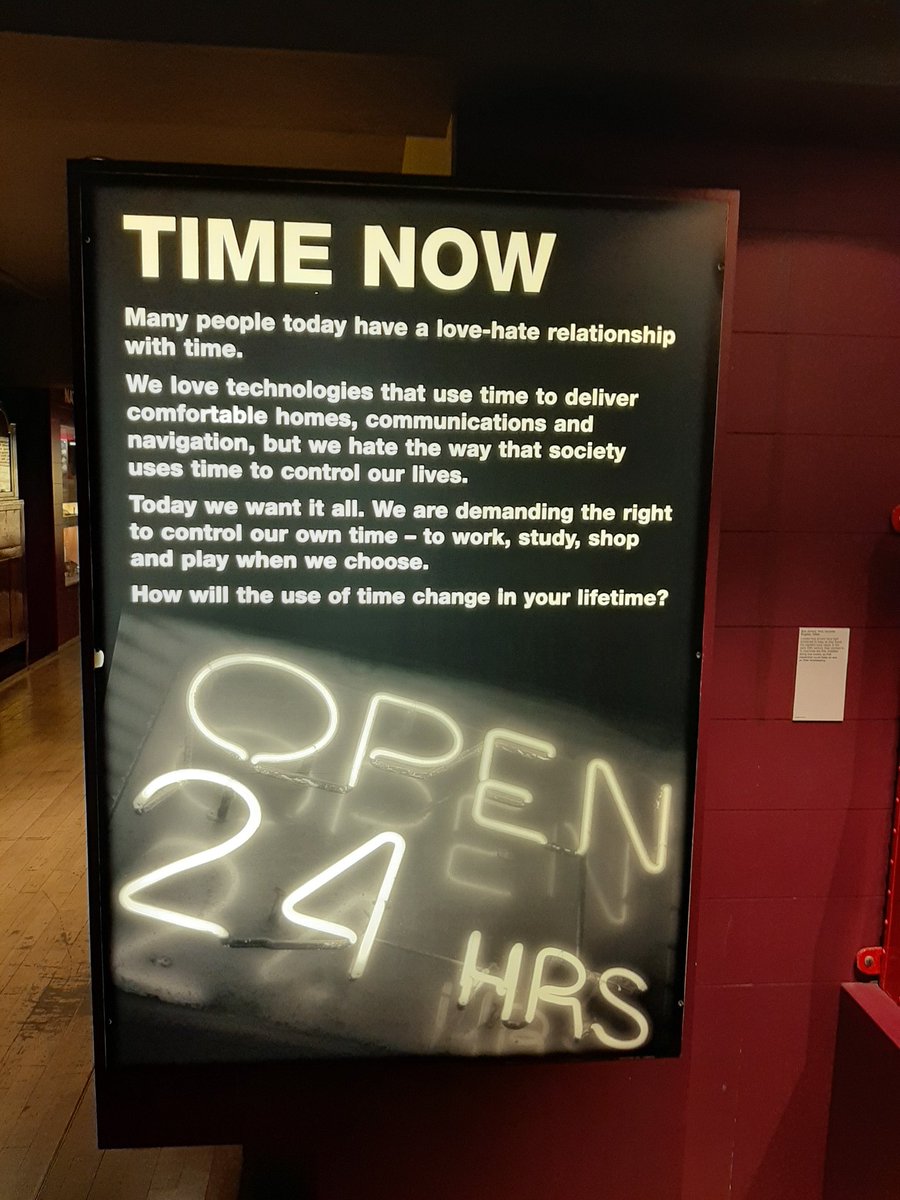 TIME NOW
Many people today have a love-hate relationship
with time.
We love technologies that use time to deliver
comfortable homes, communications and
navigation, but we hate the way that society
uses time to control our lives.
Today we want it all. We are demanding the right
to control our own time – to work, study, shop
and play when we choose.
How will the use of time change in your lifetime?
OPEN
24
HRS